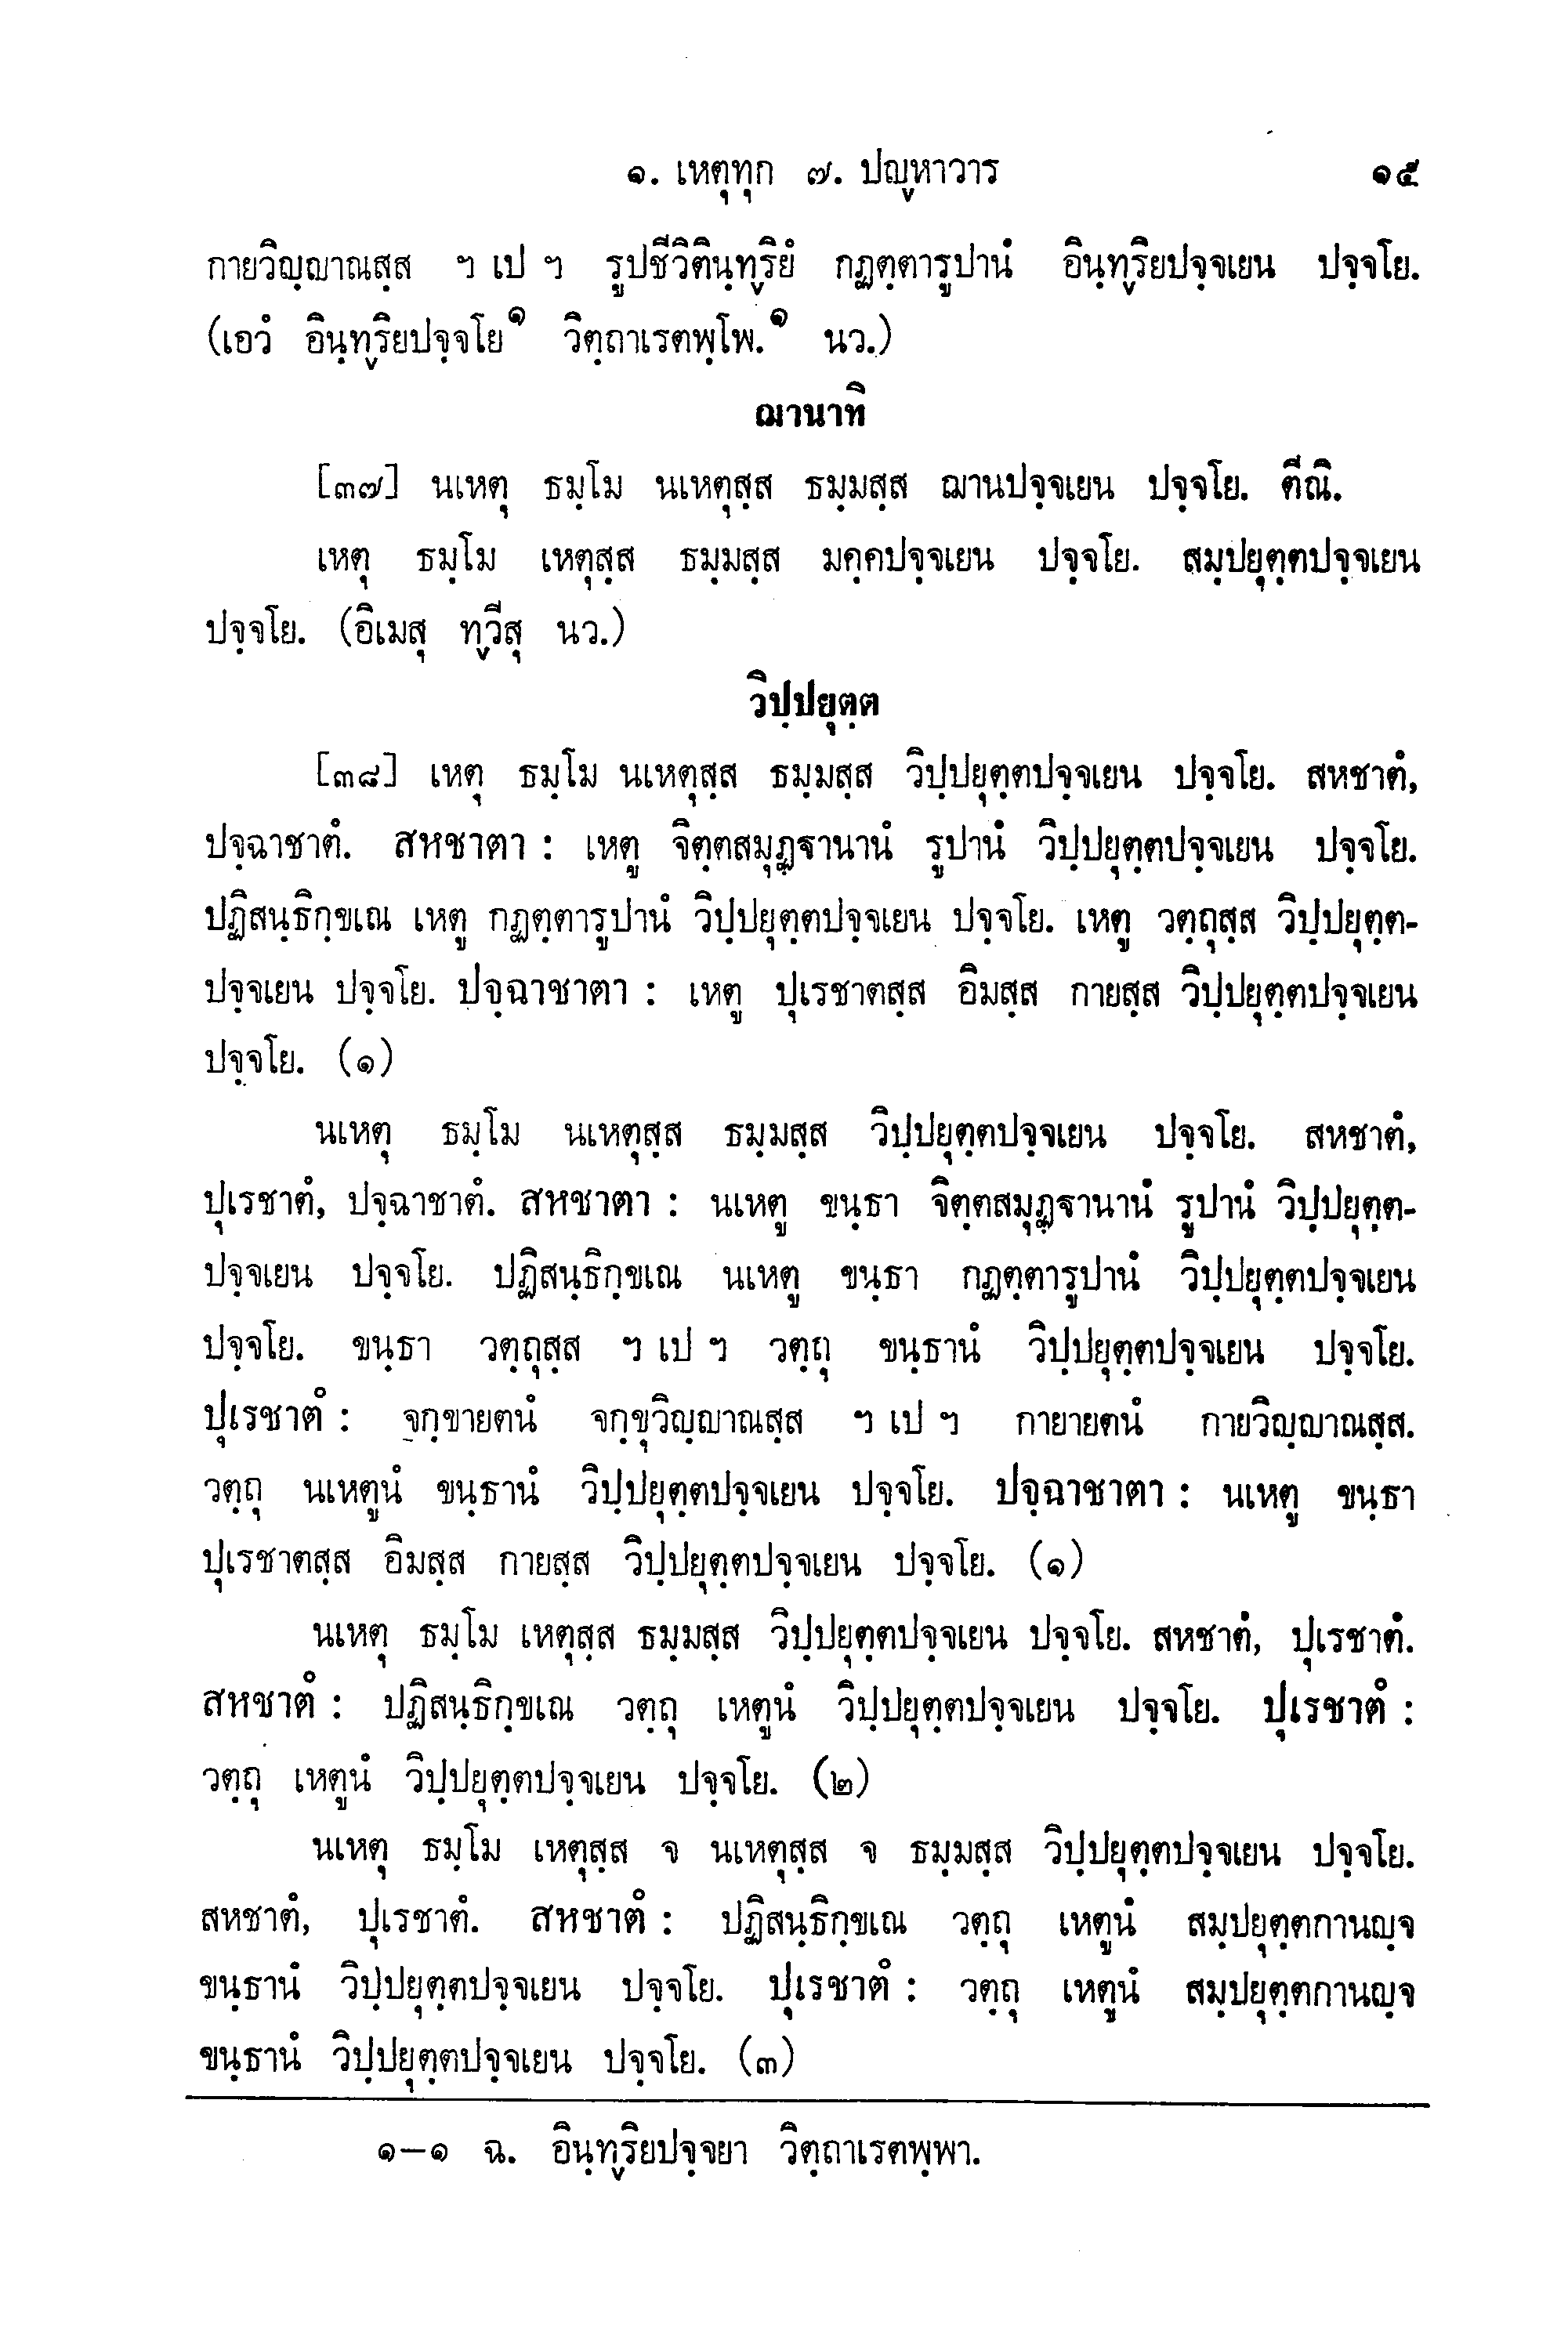 ๑. เหตุทุก ๗. ปญฺหาวาร ๑๕
กายวิญฺญาณสฺส ฯ เป ฯ รูปชีวิตินฺทฺริยํ กฏตฺตารูปานํ อินฺทฺริยปจฺจเยน ปจฺจโย.
(เอวํ อินฺทฺริยปจฺจโย๑ วิตฺถาเรตพฺโพ.๑ นว.)
ฌานาทิ
[๓๗] นเหตุ ธมฺโม นเหตุสฺส ธมฺมสฺส ฌานปจฺจเยน ปจฺจโย. ตีณิ.
เหตุ ธมฺโม เหตุสฺส ธมฺมสฺส มคฺคปจฺจเยน ปจฺจโย. สมฺปยุตฺตปจฺจเยน
ปจฺจโย. (อิเมสุ ทฺวีสุ นว.)
วิปฺปยุตฺต
[๓๘] เหตุ ธมฺโม นเหตุสฺส ธมฺมสฺส วิปฺปยุตฺตปจฺจเยน ปจฺจโย. สหชาตํ,
ปจฺฉาชาตํ. สหชาตา : เหตู จิตฺตสมุฏฺฐานานํ รูปานํ วิปฺปยุตฺตปจฺจเยน ปจฺจโย.
ปฏิสนฺธิกฺขเณ เหตู กฏตฺตารูปานํ วิปฺปยุตฺตปจฺจเยน ปจฺจโย. เหตู วตฺถุสฺส วิปฺปยุตฺต-
ปจฺจเยน ปจฺจโย. ปจฺฉาชาตา : เหตู ปุเรชาตสฺส อิมสฺส กายสฺส วิปฺปยุตฺตปจฺจเยน
ปจฺจโย. (๑)
นเหตุ ธมฺโม นเหตุสฺส ธมฺมสฺส วิปฺปยุตฺตปจฺจเยน ปจฺจโย. สหชาตํ,
ปุเรชาตํ, ปจฺฉาชาตํ. สหชาตา : นเหตู ขนฺธา จิตฺตสมุฏฺฐานานํ รูปานํ วิปฺปยุตฺต-
ปจฺจเยน ปจฺจโย. ปฏิสนฺธิกฺขเณ นเหตู ขนฺธา กฏตฺตารูปานํ วิปฺปยุตฺตปจฺจเยน
ปจฺจโย. ขนฺธา วตฺถุสฺส ฯ เป ฯ วตฺถุ ขนฺธานํ วิปฺปยุตฺตปจฺจเยน ปจฺจโย.
ปุเรชาตํ : จกฺขายตนํ จกฺขุวิญฺญาณสฺส ฯ เป ฯ กายายตนํ กายวิญฺญาณสฺส.
วตฺถุ นเหตูนํ ขนฺธานํ วิปฺปยุตฺตปจฺจเยน ปจฺจโย. ปจฺฉาชาตา : นเหตู ขนฺธา
ปุเรชาตสฺส อิมสฺส กายสฺส วิปฺปยุตฺตปจฺจเยน ปจฺจโย. (๑)
นเหตุ ธมฺโม เหตุสฺส ธมฺมสฺส วิปฺปยุตฺตปจฺจเยน ปจฺจโย. สหชาตํ, ปุเรชาตํ.
สหชาตํ : ปฏิสนฺธิกฺขเณ วตฺถุ เหตูนํ วิปฺปยุตฺตปจฺจเยน ปจฺจโย. ปุเรชาตํ :
วตฺถุ เหตูนํ วิปฺปยุตฺตปจฺจเยน ปจฺจโย. (๒)
นเหตุ ธมฺโม เหตุสฺส จ นเหตุสฺส จ ธมฺมสฺส วิปฺปยุตฺตปจฺจเยน ปจฺจโย.
สหชาตํ, ปุเรชาตํ. สหชาตํ : ปฏิสนฺธิกฺขเณ วตฺถุ เหตูนํ สมฺปยุตฺตกานญฺจ
ขนฺธานํ วิปฺปยุตฺตปจฺจเยน ปจฺจโย. ปุเรชาตํ : วตฺถุ เหตูนํ สมฺปยุตฺตกานญฺจ
ขนฺธานํ วิปฺปยุตฺตปจฺจเยน ปจฺจโย. (๓)
๑–๑ ฉ. อินฺทฺริยปจฺจยา วิตฺถาเรตพฺพา.